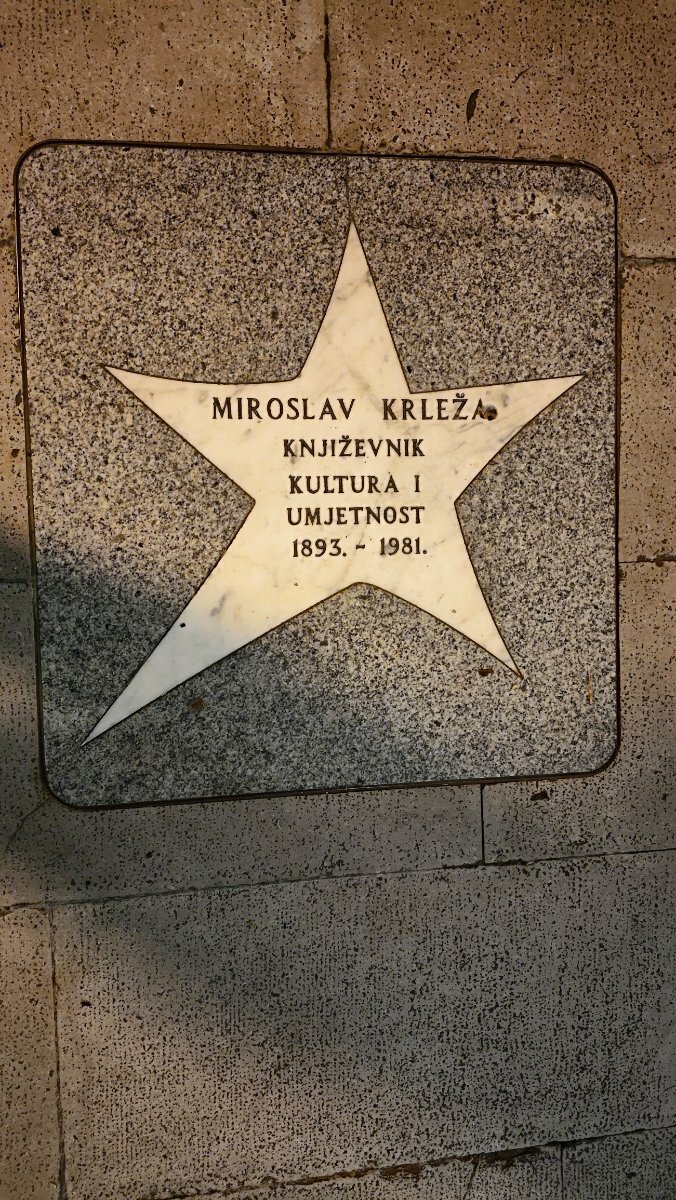 MIROSLAV KRLEŽA
KNJIŽEVNIK
KULTURA I
UMJETNOST
1893. - 1981.